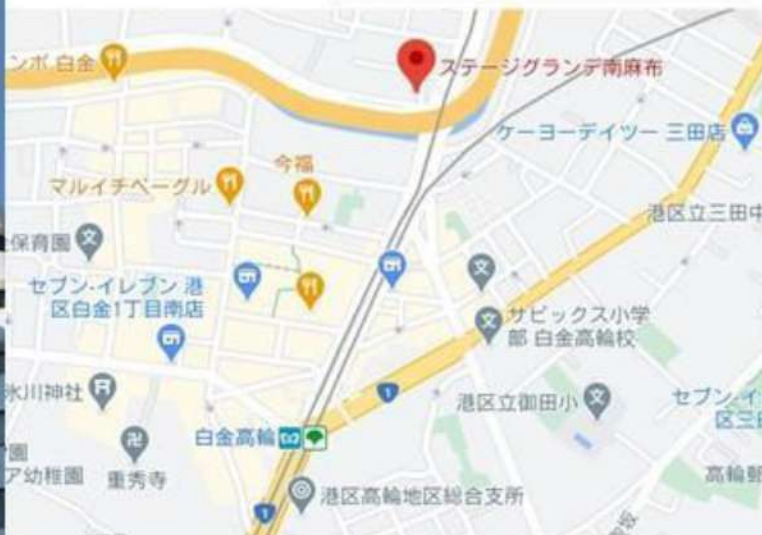 ンボ 白金
ステージグランデ南麻布
ケーヨーデイツー 三田店
今福
マルイチベーグル
港区立三田中
保育園
セブン-イレブン 港
区白金1丁目南店
サピックス小学
部 白金高輪校
氷川神社
1
港区立御田小
セブン-イ
区三田
白金高輪
園
ア幼稚園
重秀寺
高輪
港区高輪地区総合支所
1
坂